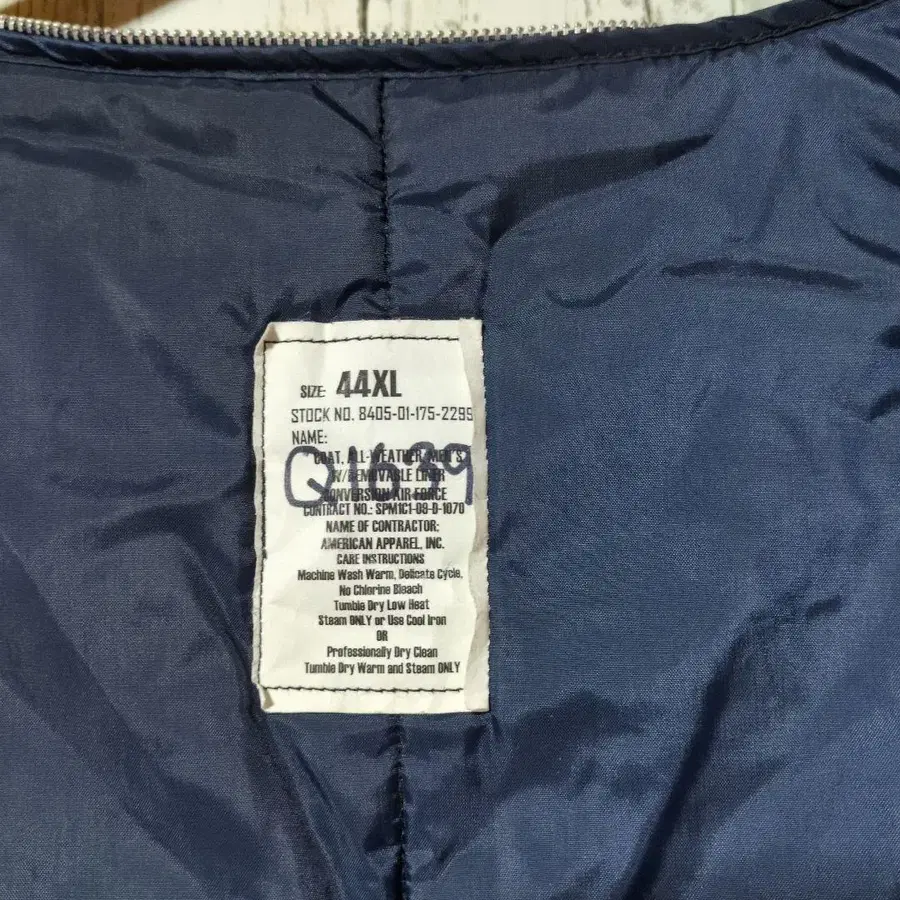 SIZE: 44XL
STOCK NO. 8405-01-175-2295
NAME:
Q1639
COAT, ALL-WEATHER, MEN'S
W/REMOVABLE LINER
CONVERSION AIR FORCE
CONTRACT NO.: SPM1C1-09-D-1070
NAME OF CONTRACTOR:
AMERICAN APPAREL, INC.
CARE INSTRUCTIONS
Machine Wash Warm, Delicate Cycle,
No Chlorine Bleach
Tumble Dry Low Heat
Steam ONLY or Use Cool Iron
OR
Professionally Dry Clean
Tumble Dry Warm and Steam ONLY